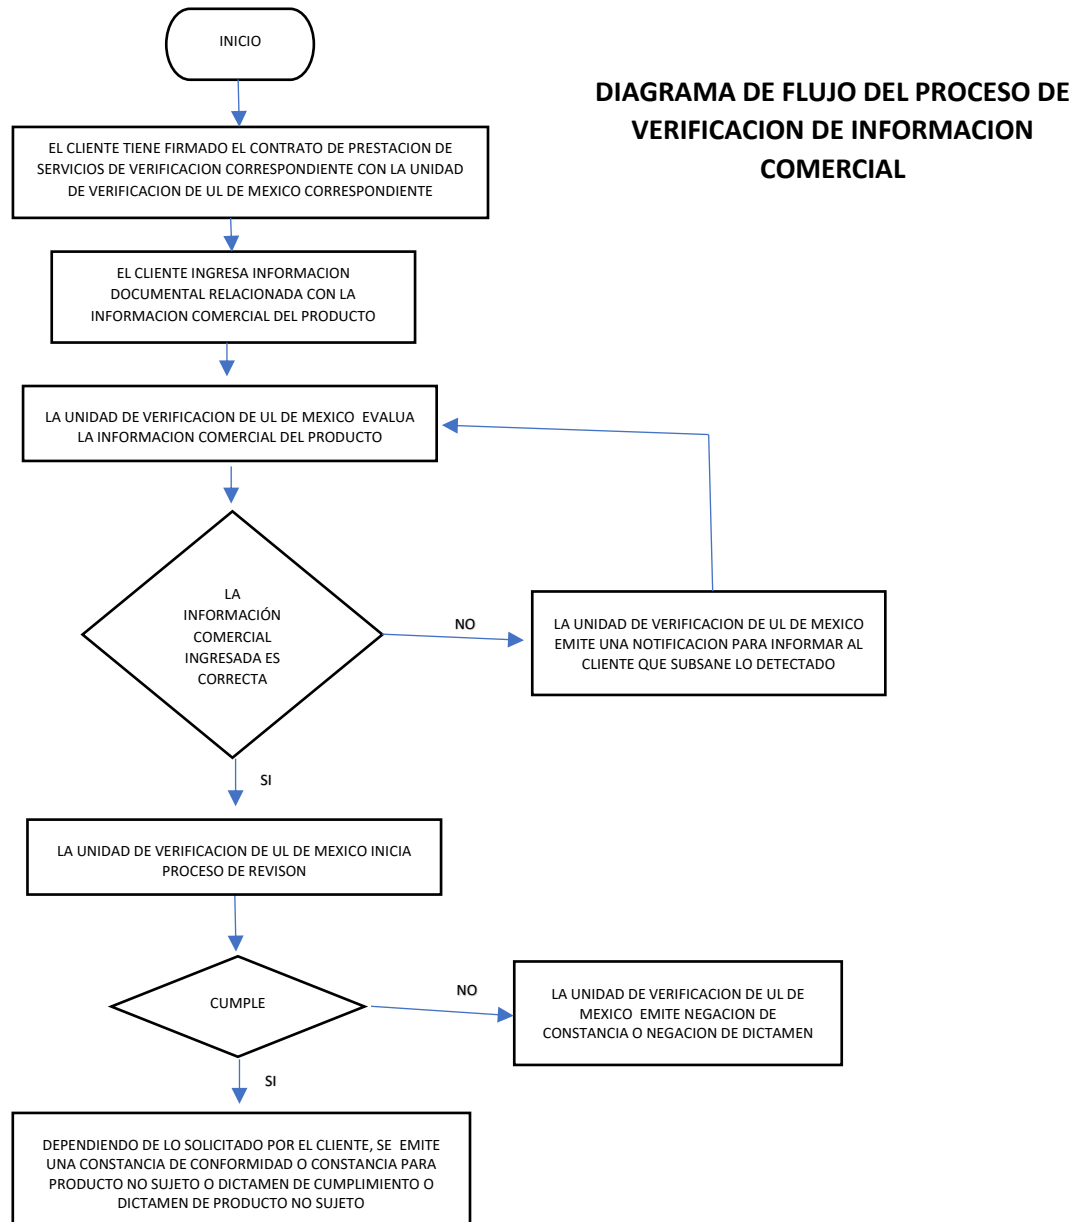 INICIO
DIAGRAMA DE FLUJO DEL PROCESO DE
VERIFICACION DE INFORMACION
COMERCIAL
EL CLIENTE TIENE FIRMADO EL CONTRATO DE PRESTACION DE
SERVICIOS DE VERIFICACION CORRESPONDIENTE CON LA UNIDAD
DE VERIFICACION DE UL DE MEXICO CORRESPONDIENTE
EL CLIENTE INGRESA INFORMACION
DOCUMENTAL RELACIONADA CON LA
INFORMACION COMERCIAL DEL PRODUCTO
LA UNIDAD DE VERIFICACION DE UL DE MEXICO EVALUA
LA INFORMACION COMERCIAL DEL PRODUCTO
LA
INFORMACIÓN
COMERCIAL
INGRESADA ES
CORRECTA
NO
LA UNIDAD DE VERIFICACION DE UL DE MEXICO
EMITE UNA NOTIFICACION PARA INFORMAR AL
CLIENTE QUE SUBSANE LO DETECTADO
SI
LA UNIDAD DE VERIFICACION DE UL DE MEXICO INICIA
PROCESO DE REVISON
CUMPLE
NO
LA UNIDAD DE VERIFICACION DE UL DE
MEXICO EMITE NEGACION DE
CONSTANCIA O NEGACION DE DICTAMEN
SI
DEPENDIENDO DE LO SOLICITADO POR EL CLIENTE, SE EMITE
UNA CONSTANCIA DE CONFORMIDAD O CONSTANCIA PARA
PRODUCTO NO SUJETO O DICTAMEN DE CUMPLIMIENTO O
DICTAMEN DE PRODUCTO NO SUJETO